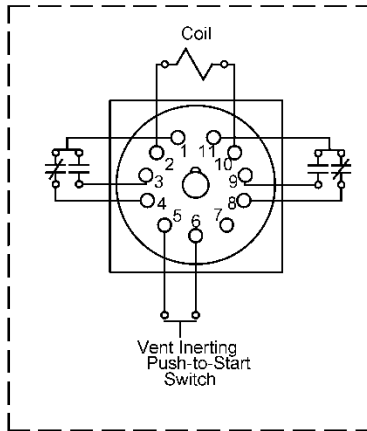 Coil
1 11
2 10
3 9
4 8
5 6 7
Vent Inerting
Push-to-Start
Switch